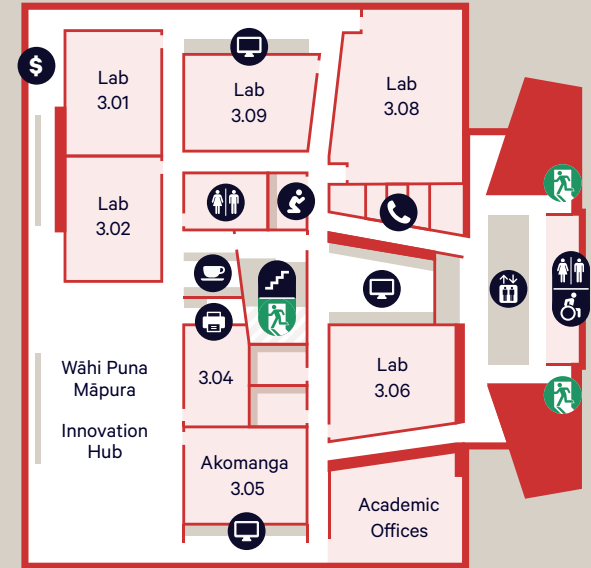 $
Lab
3.01
Lab
3.09
Lab
3.08
Lab
3.02
3.04
Lab
3.06
Wāhi Puna
Māpura
Innovation
Hub
Akomanga
3.05
Academic
Offices